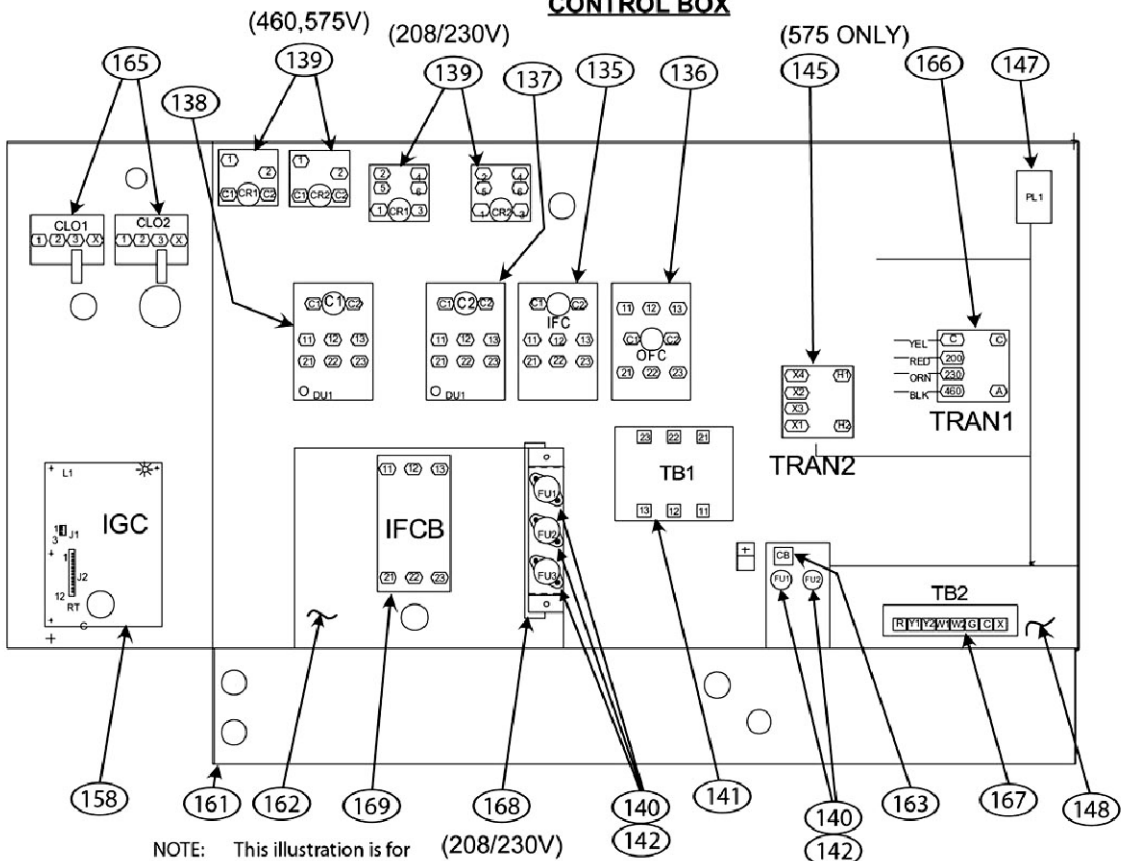 CONTROL BOX
(460,575V)
(208/230V)
(575 ONLY)
165
139
139
137
135
136
145
166
147
138
1
2
C1 CR1 C2
1
2
C1 CR2 C2
2 4
5 6
1 CR1 3
2 4
5 6
1 CR2 3
PL1
CLO1
1 2 3 X
CLO2
1 2 3 X
C1 C1 C2
11 12 13
21 22 23
DU1
C1 C2 C2
11 12 13
21 22 23
DU1
C1 C2
IFC
11 12 13
21 22 23
11 12 13
C1 C2
OFC
21 22 23
X4 H1
X2
X3
X1 H2
TRAN2
YEL C C
RED 200
ORN 230
BLK 460 A
TRAN1
L1
IGC
1
3 J1
1
J2
12
RT
C
11 12 13
IFCB
21 22 23
FU1
FU2
FU3
23 22 21
TB1
13 12 11
CB
FU1 FU2
TB2
R Y1 Y2 W1 W2 G C X
158
161
162
169
168
140
142
141
140
142
163
167
148
NOTE: This illustration is for
(208/230V)